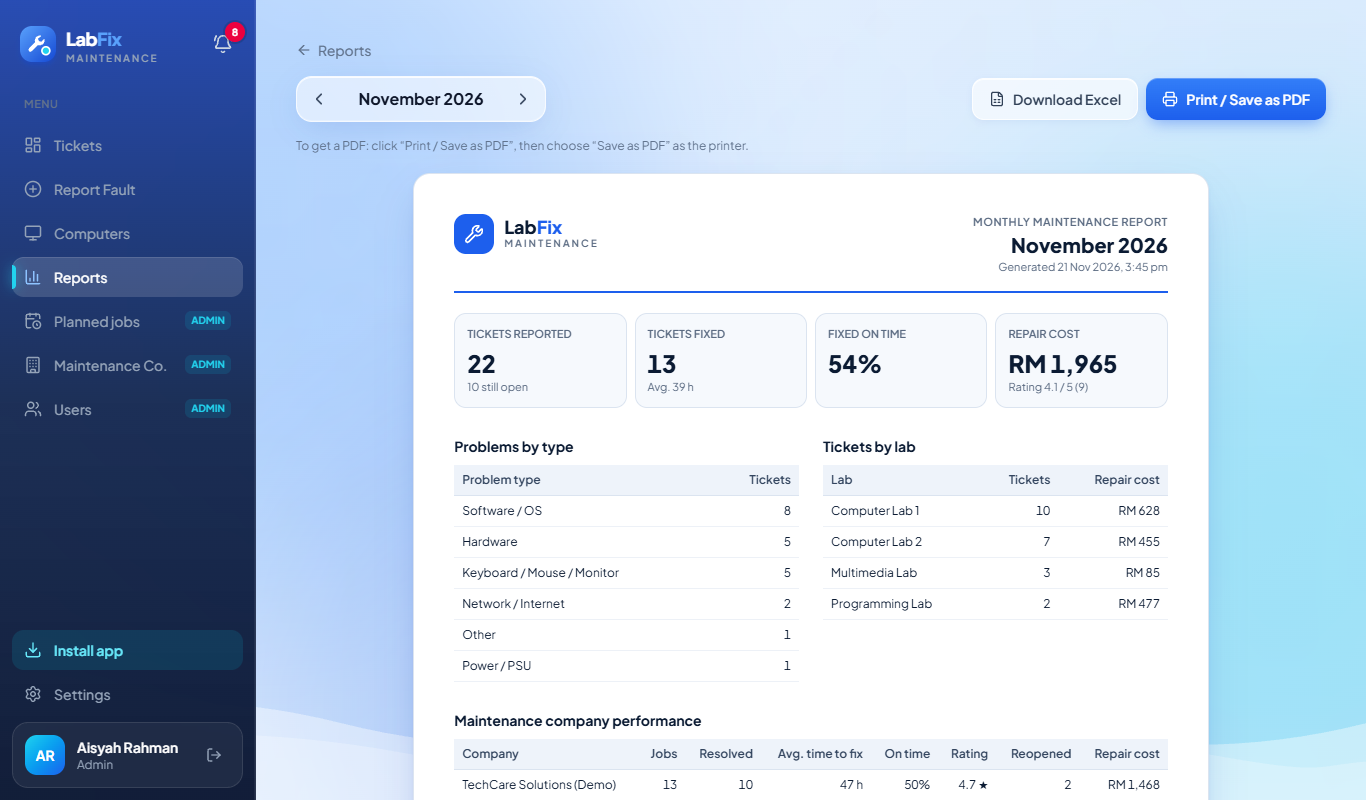 LabFix
MAINTENANCE
8
MENU
Tickets
Report Fault
Computers
Reports
Planned jobs ADMIN
Maintenance Co. ADMIN
Users ADMIN
Install app
Settings
AR
Aisyah Rahman
Admin
← Reports
November 2026
Download Excel
Print / Save as PDF
To get a PDF: click “Print / Save as PDF”, then choose “Save as PDF” as the printer.
LabFix
MAINTENANCE
MONTHLY MAINTENANCE REPORT
November 2026
Generated 21 Nov 2026, 3:45 pm
TICKETS REPORTED
22
10 still open
TICKETS FIXED
13
Avg. 39 h
FIXED ON TIME
54%
REPAIR COST
RM 1,965
Rating 4.1 / 5 (9)
Problems by type
Problem type Tickets
Software / OS 8
Hardware 5
Keyboard / Mouse / Monitor 5
Network / Internet 2
Other 1
Power / PSU 1
Tickets by lab
Lab Tickets Repair cost
Computer Lab 1 10 RM 628
Computer Lab 2 7 RM 455
Multimedia Lab 3 RM 85
Programming Lab 2 RM 477
Maintenance company performance
Company Jobs Resolved Avg. time to fix On time Rating Reopened Repair cost
TechCare Solutions (Demo) 13 10 47 h 50% 4.7 ★ 2 RM 1,468